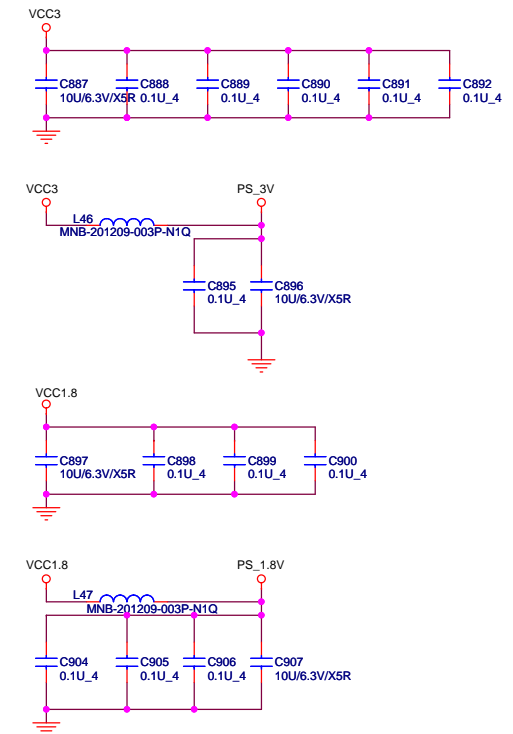 VCC3
C887 C888 C889 C890 C891 C892
10U/6.3V/X5R 0.1U_4 0.1U_4 0.1U_4 0.1U_4 0.1U_4
VCC3 PS_3V
L46
MNB-201209-003P-N1Q
C895 C896
0.1U_4 10U/6.3V/X5R
VCC1.8
C897 C898 C899 C900
10U/6.3V/X5R 0.1U_4 0.1U_4 0.1U_4
VCC1.8 PS_1.8V
L47
MNB-201209-003P-N1Q
C904 C905 C906 C907
0.1U_4 0.1U_4 0.1U_4 10U/6.3V/X5R